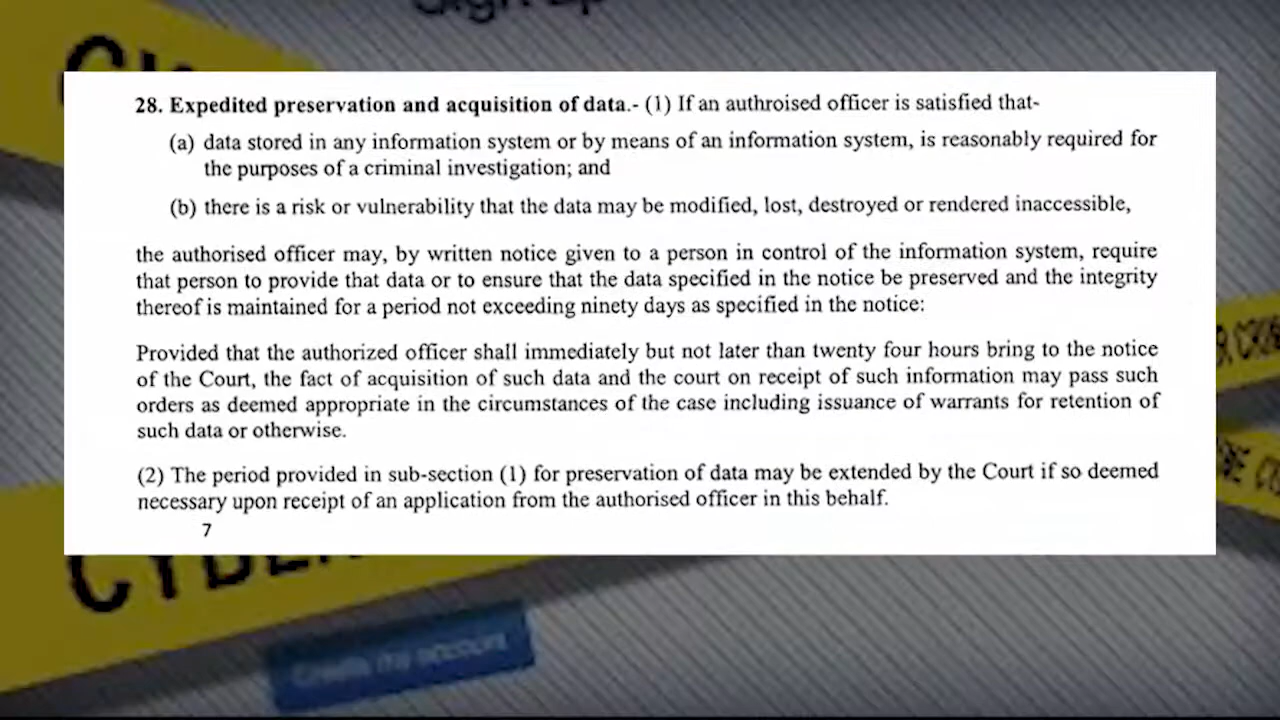 28. Expedited preservation and acquisition of data.- (1) If an authroised officer is satisfied that-
(a) data stored in any information system or by means of an information system, is reasonably required for
the purposes of a criminal investigation; and
(b) there is a risk or vulnerability that the data may be modified, lost, destroyed or rendered inaccessible,
the authorised officer may, by written notice given to a person in control of the information system, require
that person to provide that data or to ensure that the data specified in the notice be preserved and the integrity
thereof is maintained for a period not exceeding ninety days as specified in the notice:
Provided that the authorized officer shall immediately but not later than twenty four hours bring to the notice
of the Court, the fact of acquisition of such data and the court on receipt of such information may pass such
orders as deemed appropriate in the circumstances of the case including issuance of warrants for retention of
such data or otherwise.
(2) The period provided in sub-section (1) for preservation of data may be extended by the Court if so deemed
necessary upon receipt of an application from the authorised officer in this behalf.
7
Create my account